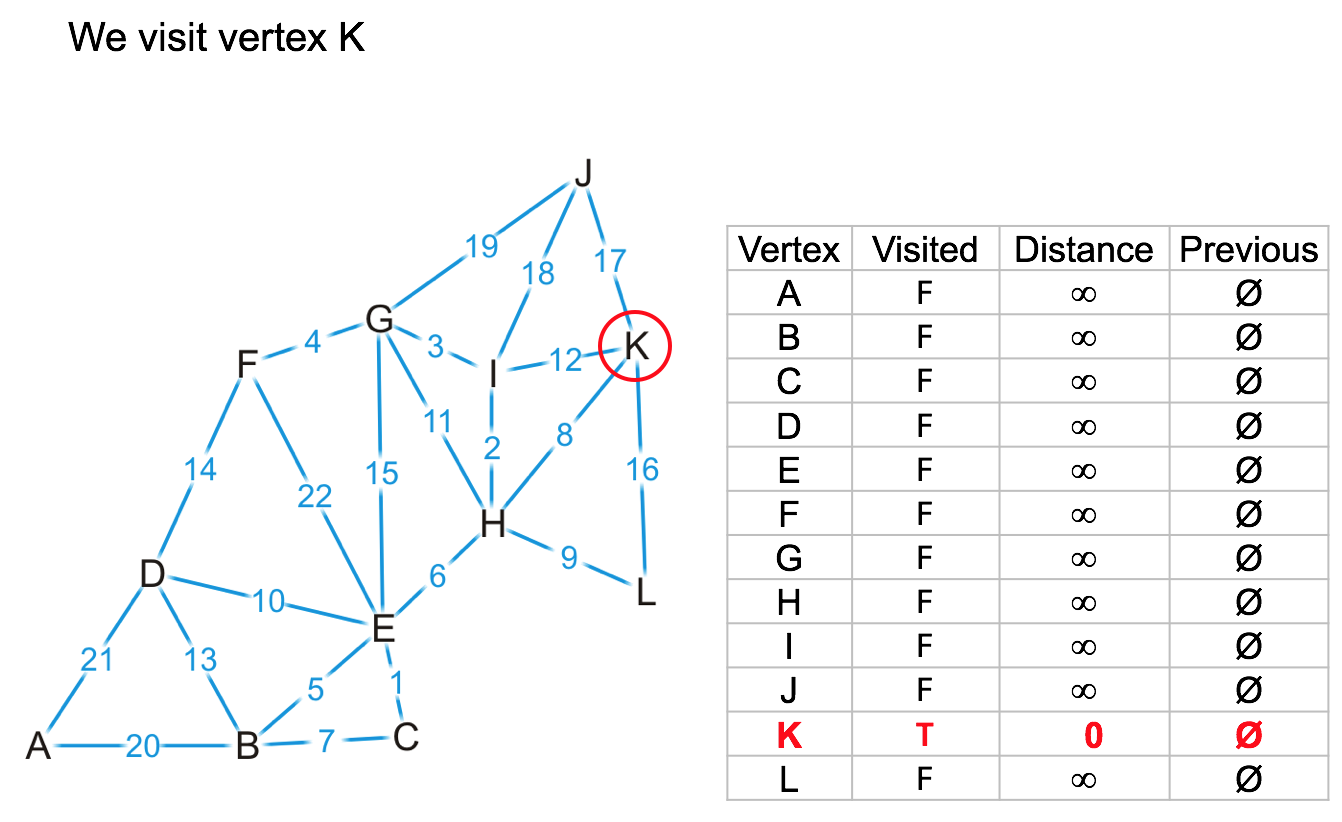 We visit vertex K
J
19
18
17
G
4
3
K
F
I
12
11
2
8
14
15
16
22
H
9
6
D
10
L
E
21
13
5
1
A
20
B
7
C
Vertex Visited Distance Previous
A F ∞ Ø
B F ∞ Ø
C F ∞ Ø
D F ∞ Ø
E F ∞ Ø
F F ∞ Ø
G F ∞ Ø
H F ∞ Ø
I F ∞ Ø
J F ∞ Ø
K T 0 Ø
L F ∞ Ø